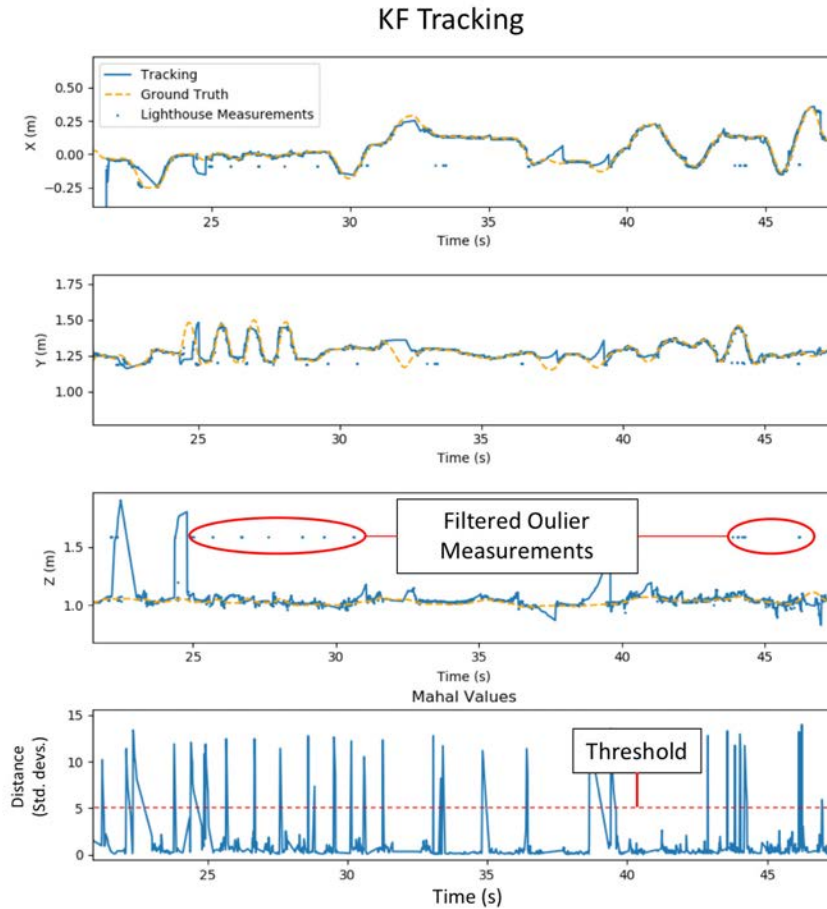 KF Tracking
Tracking
Ground Truth
Lighthouse Measurements
X (m)
0.50
0.25
0.00
−0.25
25
30
35
40
45
Time (s)
Y (m)
1.75
1.50
1.25
1.00
25
30
35
40
45
Time (s)
Filtered Oulier
Measurements
Z (m)
1.5
1.0
25
30
35
40
45
Time (s)
Mahal Values
Threshold
Distance
(Std. devs.)
15
10
5
0
25
30
35
40
45
Time (s)